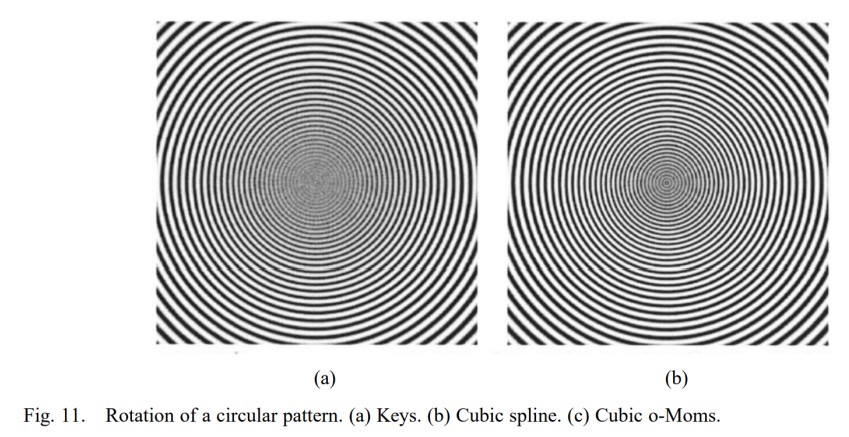 (a) (b)
Fig. 11. Rotation of a circular pattern. (a) Keys. (b) Cubic spline. (c) Cubic o-Moms.